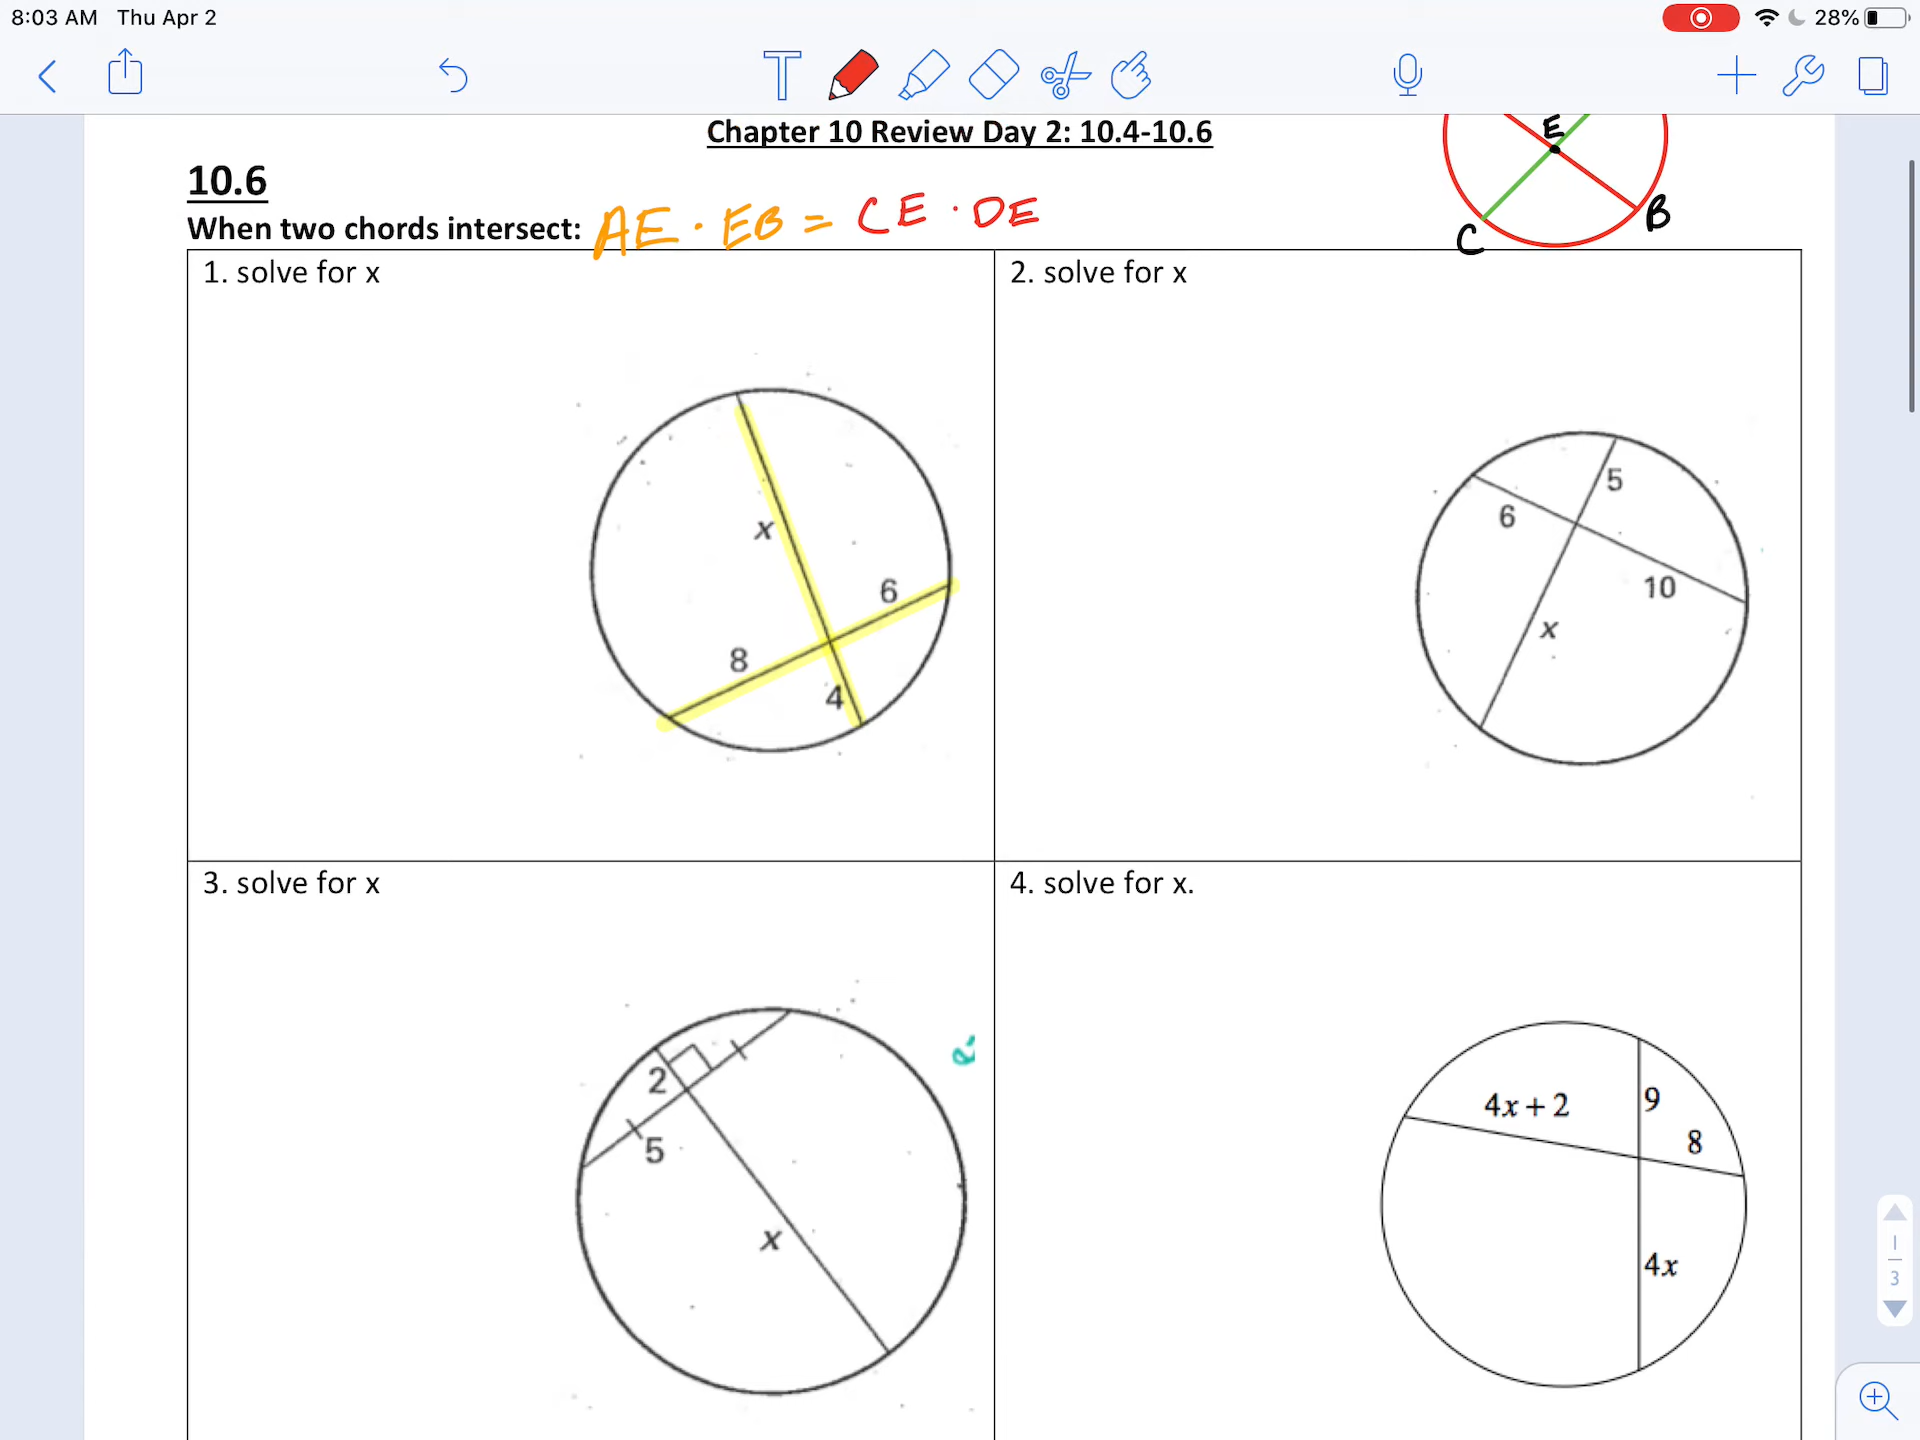 8:03 AM Thu Apr 2
28%
T
Chapter 10 Review Day 2: 10.4-10.6
E
10.6
When two chords intersect: AE · EB = CE · DE
B
C
1. solve for x
x
6
8
4
2. solve for x
5
6
10
x
3. solve for x
2
5
x
4. solve for x.
4x + 2
9
8
4x
1
3